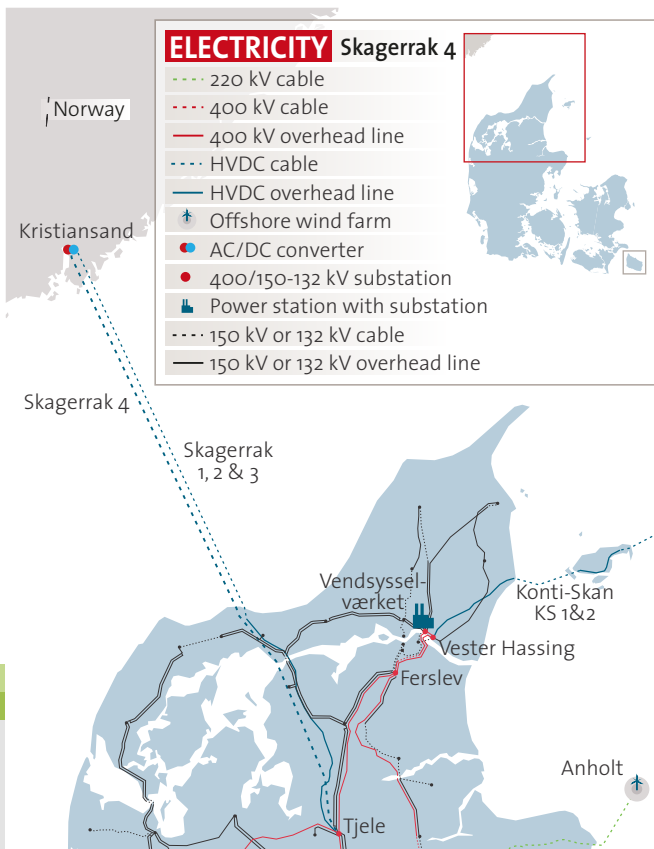 ELECTRICITY Skagerrak 4
220 kV cable
400 kV cable
400 kV overhead line
HVDC cable
HVDC overhead line
Offshore wind farm
AC/DC converter
400/150-132 kV substation
Power station with substation
150 kV or 132 kV cable
150 kV or 132 kV overhead line
Norway
Kristiansand
Skagerrak 4
Skagerrak
1, 2 & 3
Vendsyssel-
værket
Konti-Skan
KS 1&2
Vester Hassing
Ferslev
Anholt
Tjele